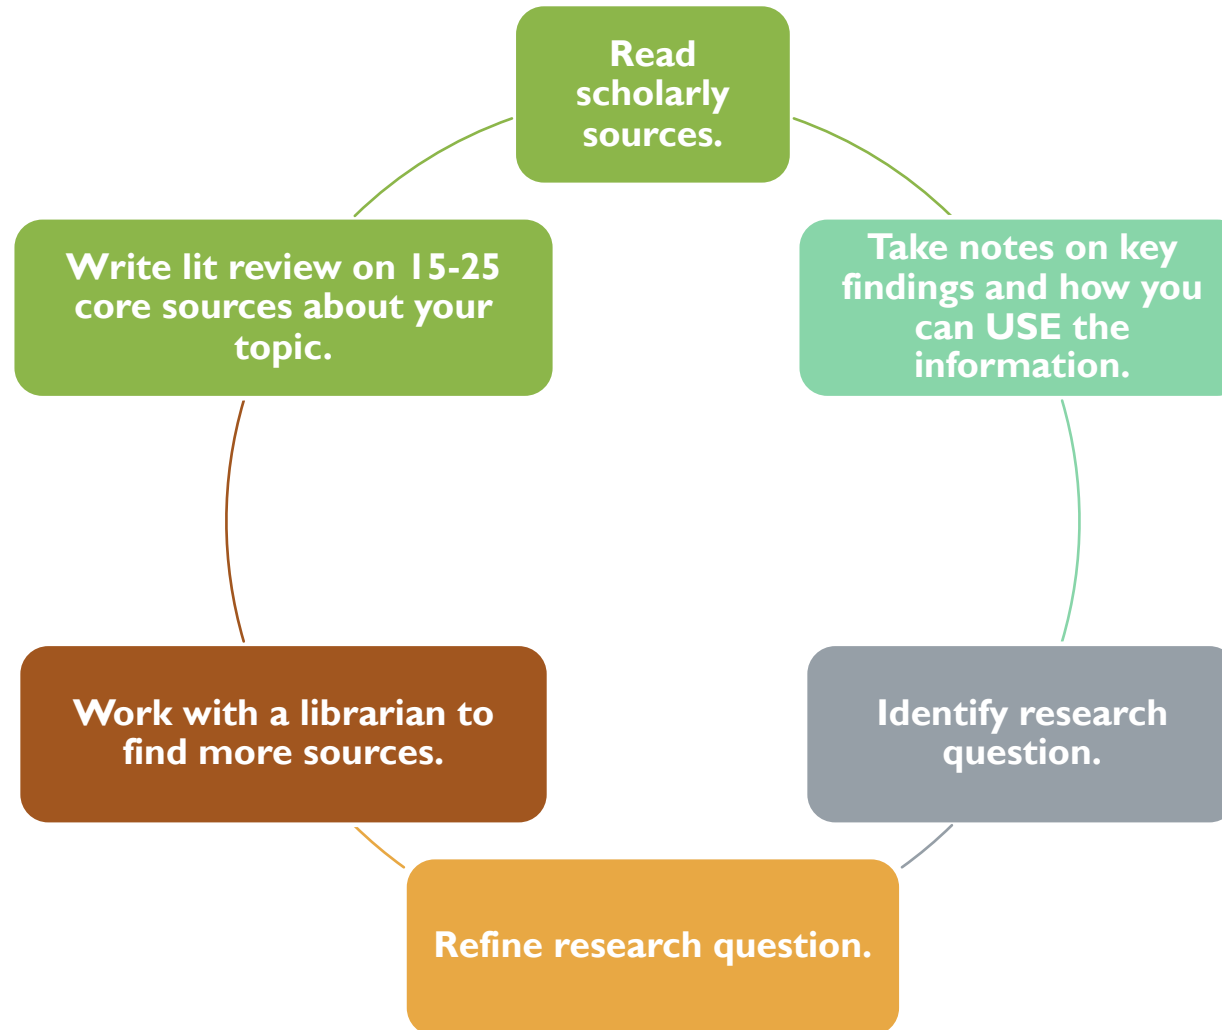 Read
scholarly
sources.
Take notes on key
findings and how you
can USE the
information.
Identify research
question.
Refine research question.
Work with a librarian to
find more sources.
Write lit review on 15-25
core sources about your
topic.